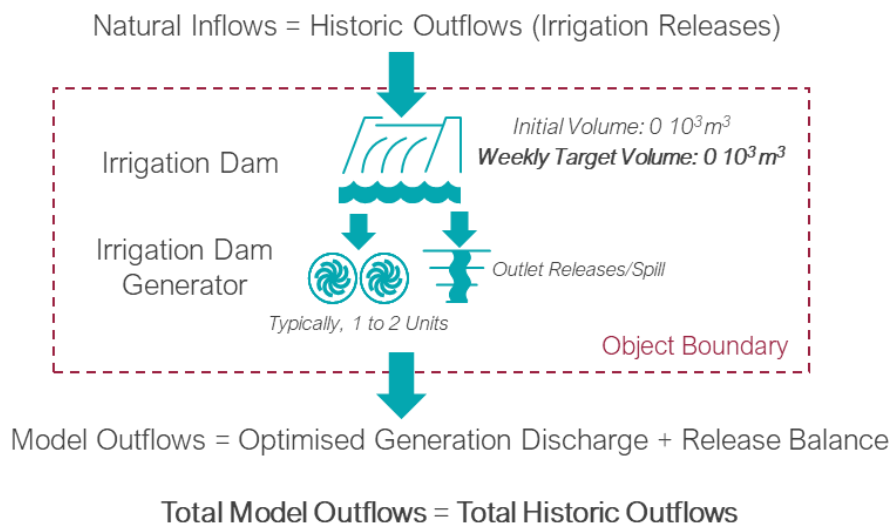 Natural Inflows = Historic Outflows (Irrigation Releases)
Irrigation Dam
Initial Volume: 0 10³m³
Weekly Target Volume: 0 10³m³
Irrigation Dam
Generator
Outlet Releases/Spill
Typically, 1 to 2 Units
Object Boundary
Model Outflows = Optimised Generation Discharge + Release Balance
Total Model Outflows = Total Historic Outflows